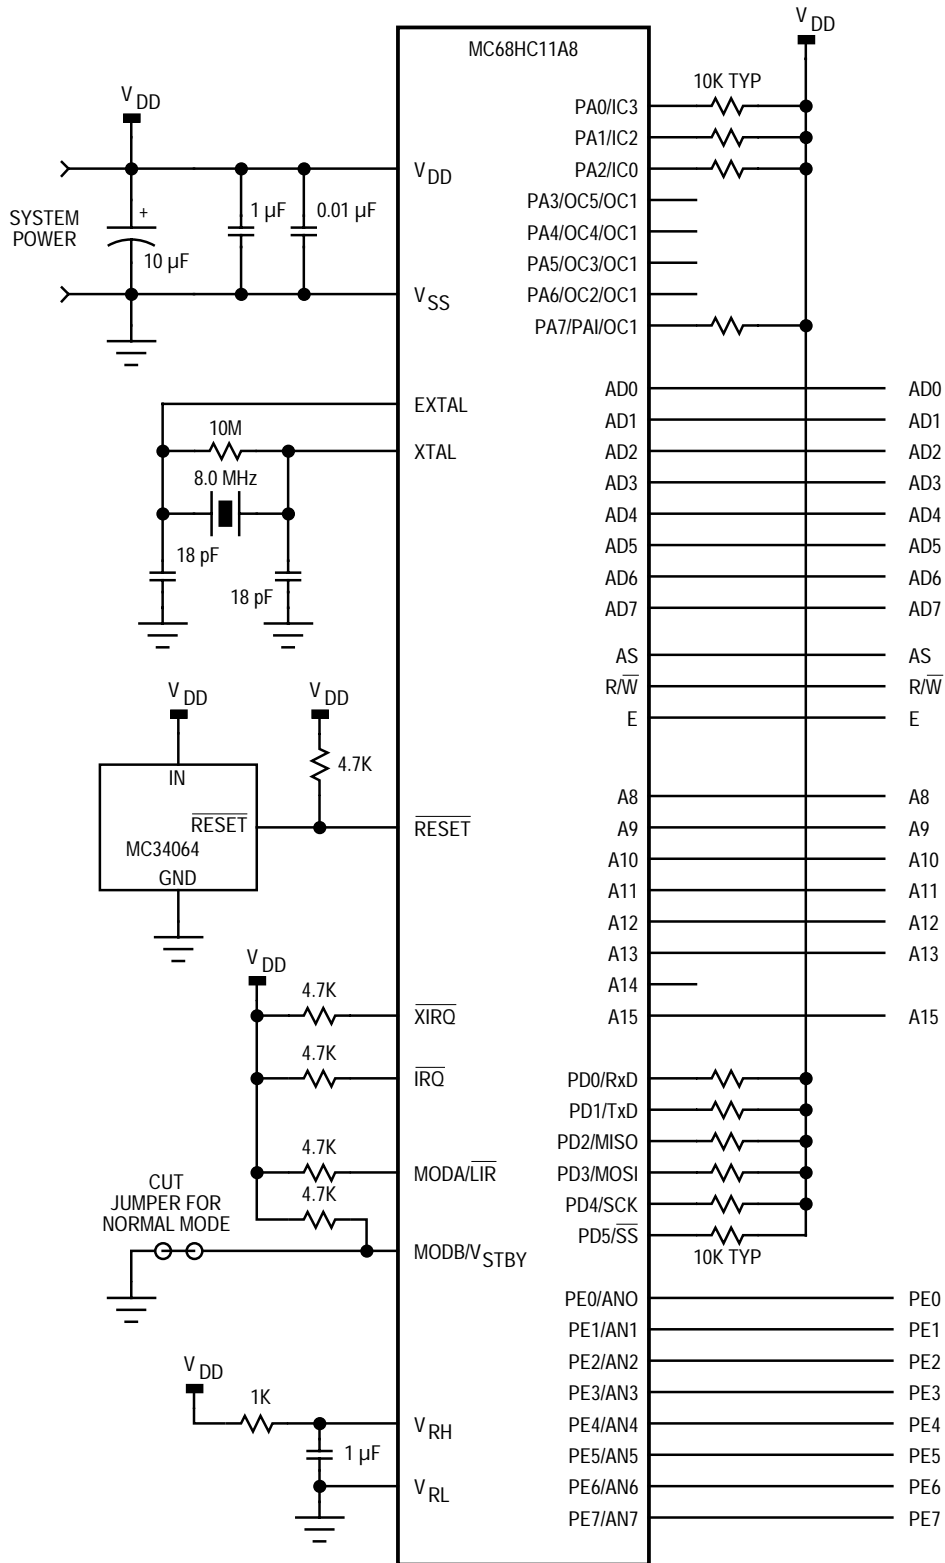 MC68HC11A8
V DD
10K TYP
PA0/IC3
PA1/IC2
PA2/IC0
PA3/OC5/OC1
PA4/OC4/OC1
PA5/OC3/OC1
PA6/OC2/OC1
PA7/PAI/OC1
V DD
SYSTEM
POWER
+
10 µF
1 µF
0.01 µF
V DD
V SS
EXTAL
XTAL
10M
8.0 MHz
18 pF
18 pF
AD0 AD0
AD1 AD1
AD2 AD2
AD3 AD3
AD4 AD4
AD5 AD5
AD6 AD6
AD7 AD7
AS AS
R/W̅ R/W̅
E E
V DD
V DD
4.7K
IN
R̅E̅S̅E̅T̅
MC34064
GND
R̅E̅S̅E̅T̅
A8 A8
A9 A9
A10 A10
A11 A11
A12 A12
A13 A13
A14
A15 A15
V DD
4.7K
X̅I̅R̅Q̅
4.7K
I̅R̅Q̅
4.7K
MODA/L̅I̅R̅
4.7K
CUT
JUMPER FOR
NORMAL MODE
MODB/V STBY
PD0/RxD
PD1/TxD
PD2/MISO
PD3/MOSI
PD4/SCK
PD5/S̅S̅
10K TYP
PE0/ANO PE0
PE1/AN1 PE1
PE2/AN2 PE2
PE3/AN3 PE3
PE4/AN4 PE4
PE5/AN5 PE5
PE6/AN6 PE6
PE7/AN7 PE7
V DD
1K
V RH
1 µF
V RL